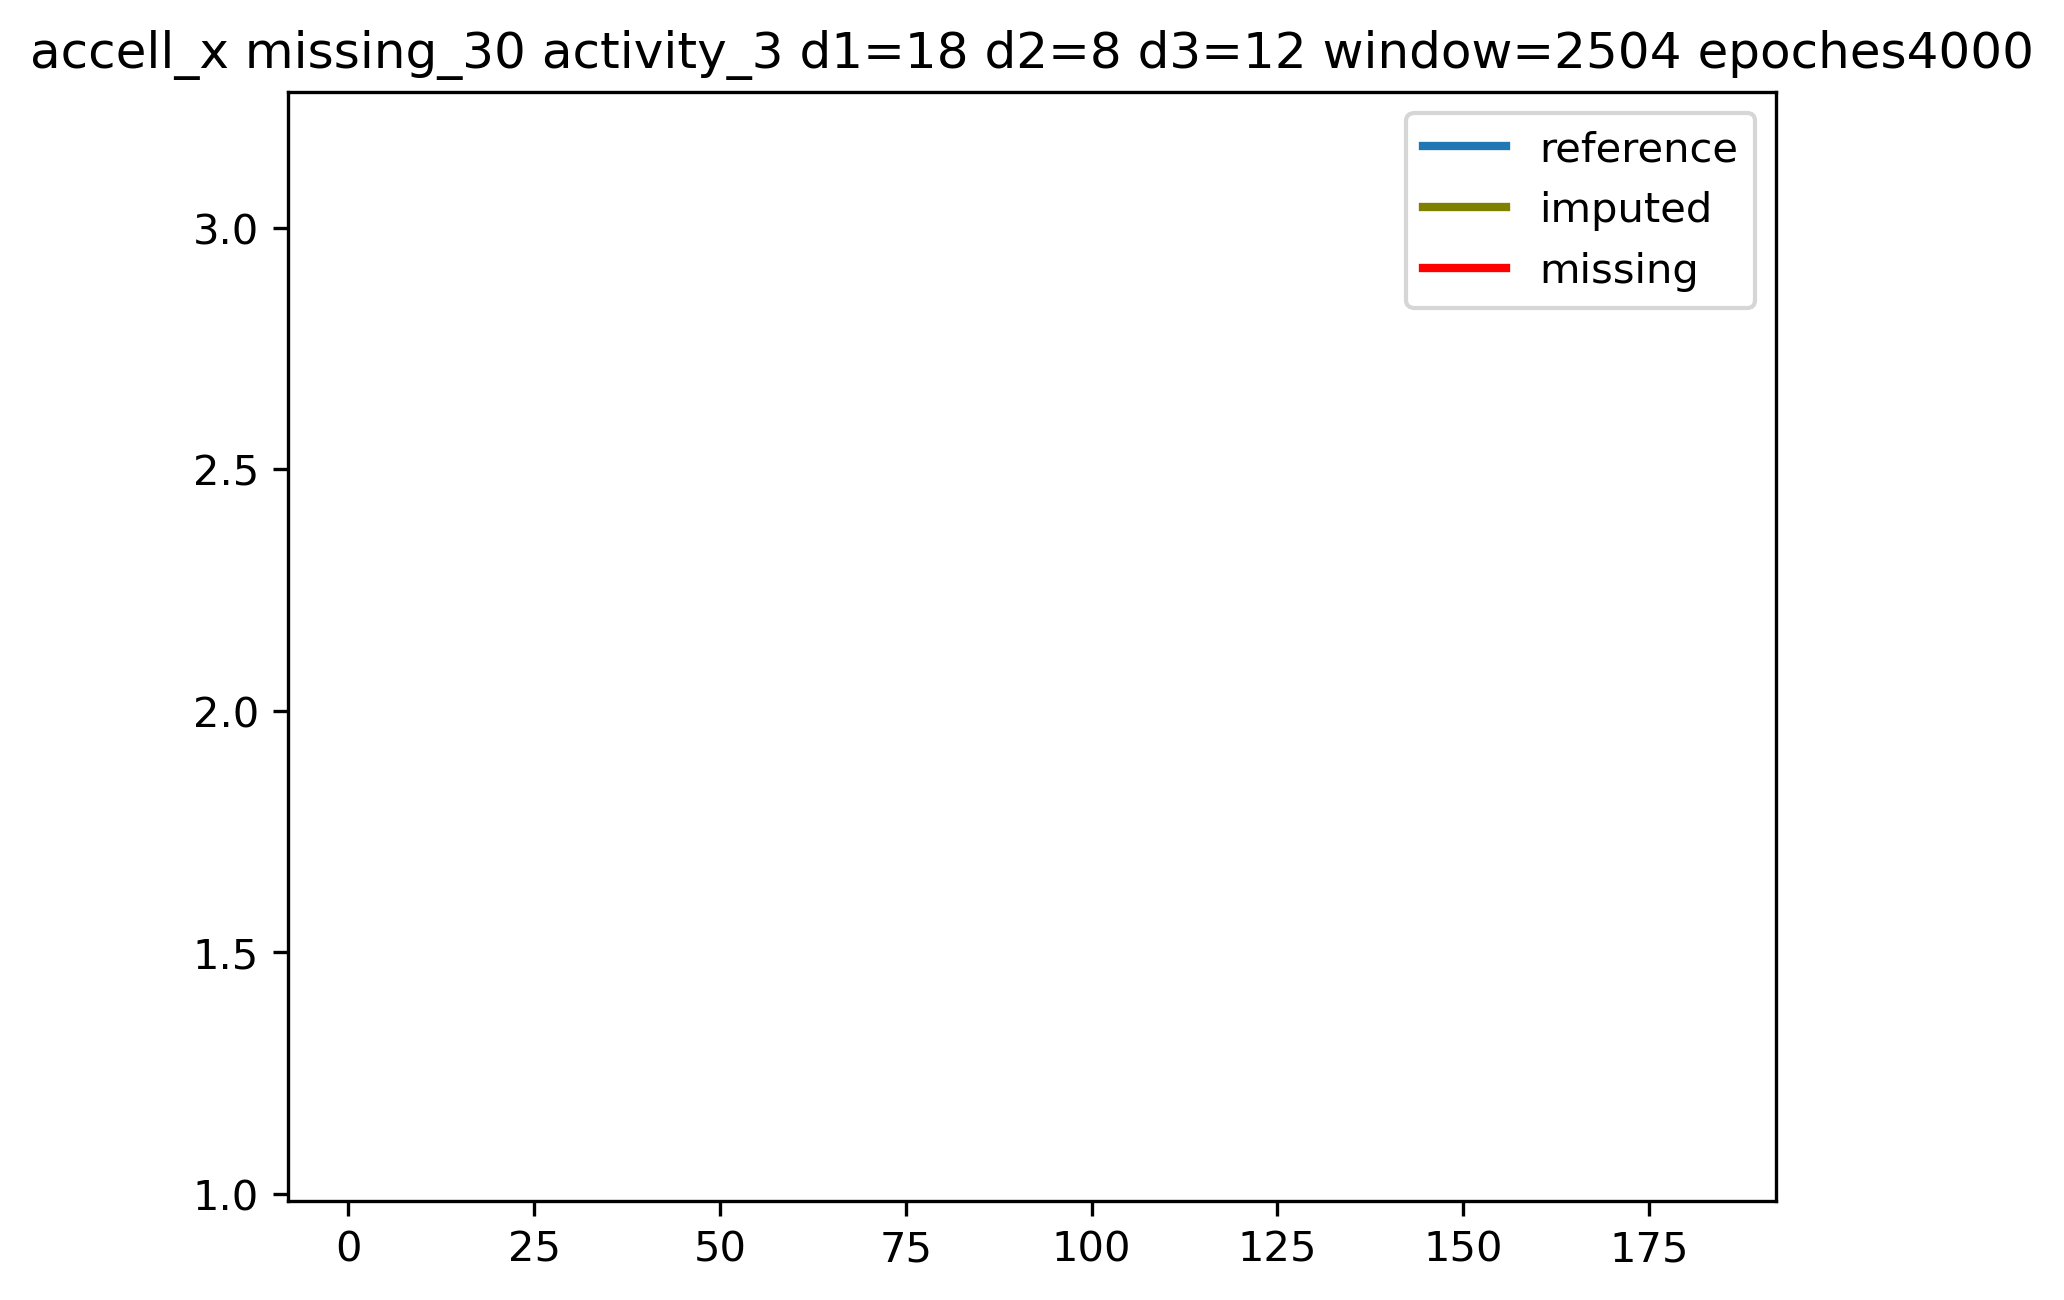 accell_x missing_30 activity_3 d1=18 d2=8 d3=12 window=2504 epoches4000
reference
imputed
missing
3.0
2.5
2.0
1.5
1.0
0 25 50 75 100 125 150 175